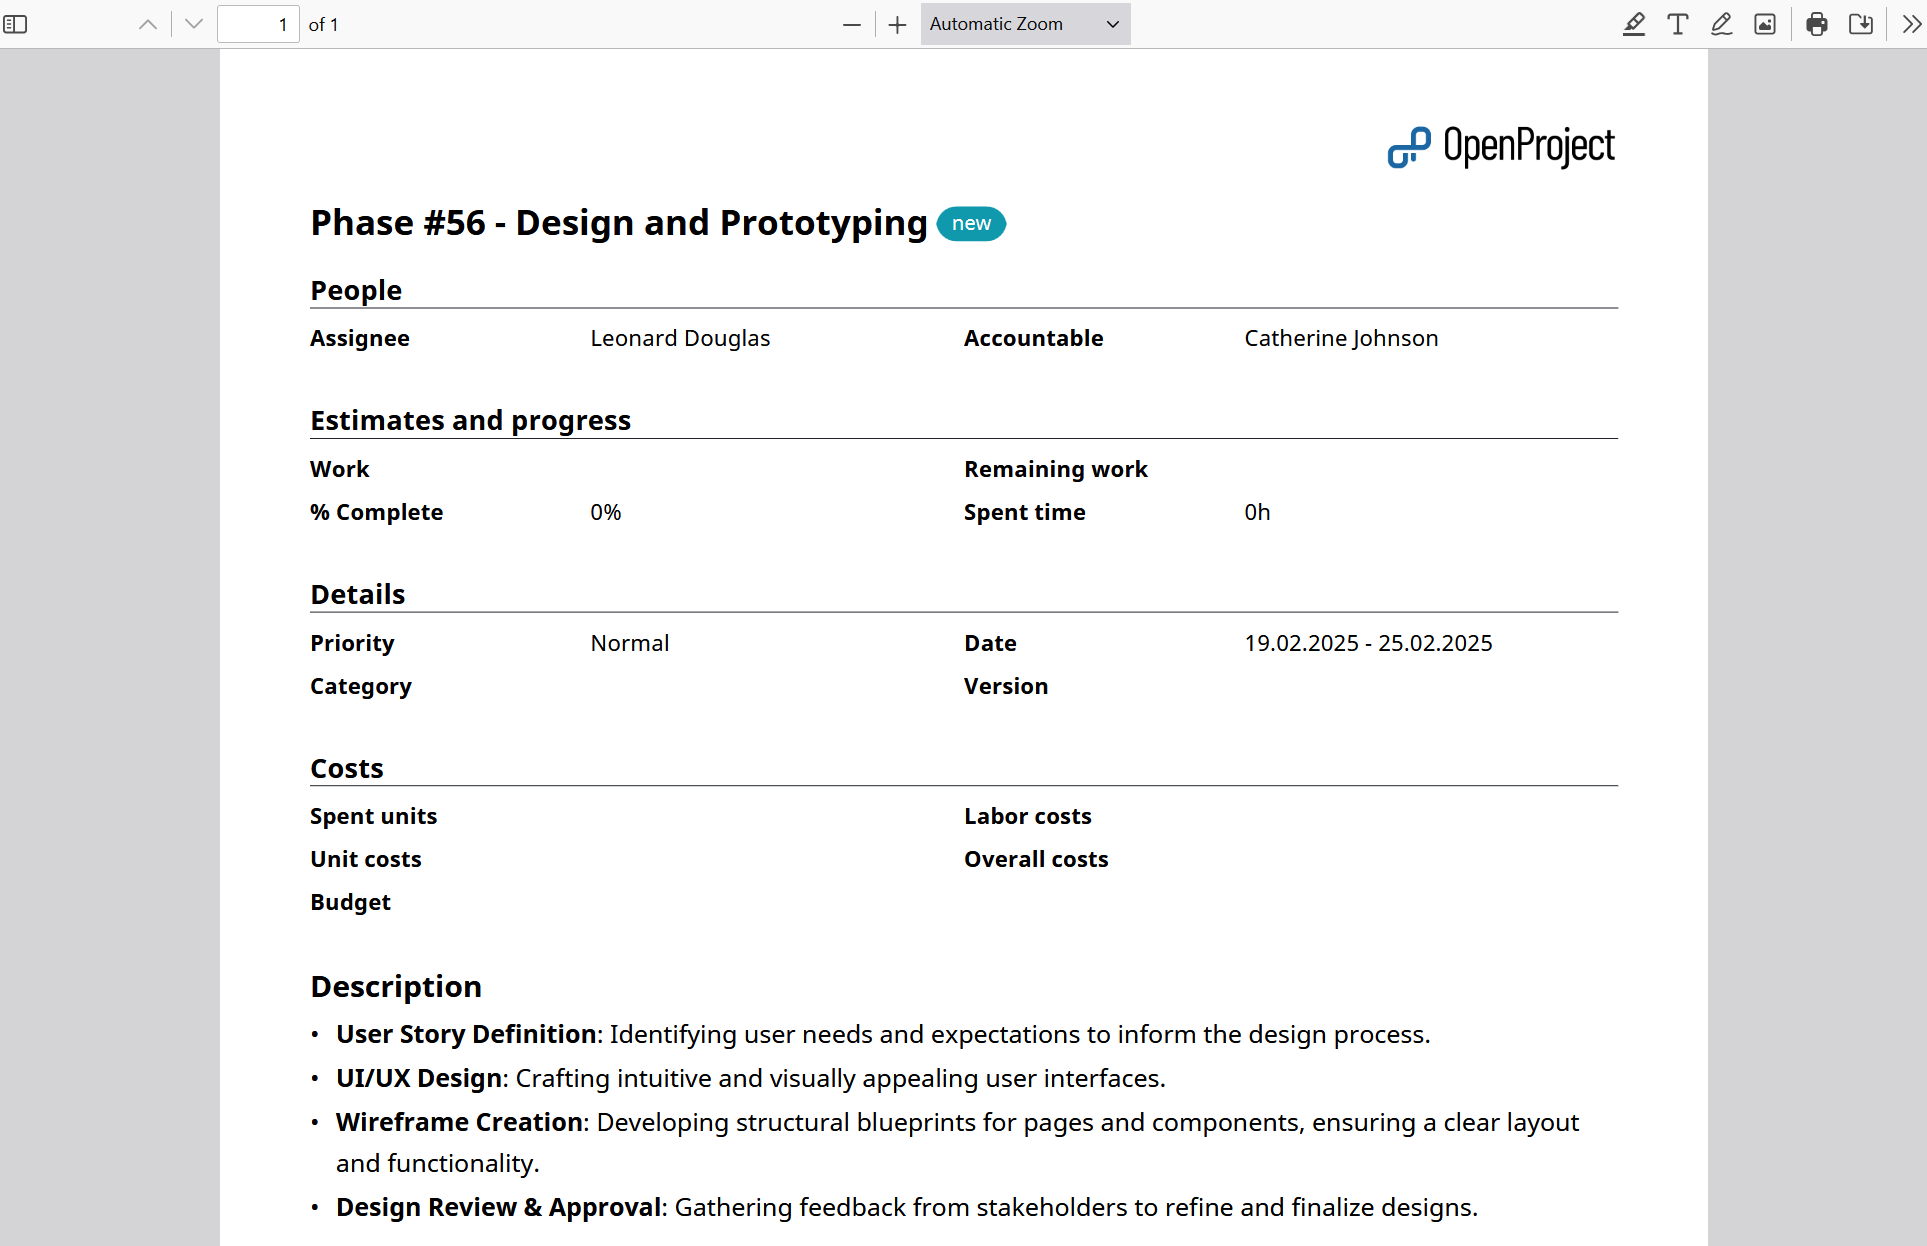 1 of 1 Automatic Zoom
OpenProject
Phase #56 - Design and Prototyping new
People
Assignee Leonard Douglas Accountable Catherine Johnson
Estimates and progress
Work Remaining work
% Complete 0% Spent time 0h
Details
Priority Normal Date 19.02.2025 - 25.02.2025
Category Version
Costs
Spent units Labor costs
Unit costs Overall costs
Budget
Description
• User Story Definition: Identifying user needs and expectations to inform the design process.
• UI/UX Design: Crafting intuitive and visually appealing user interfaces.
• Wireframe Creation: Developing structural blueprints for pages and components, ensuring a clear layout
and functionality.
• Design Review & Approval: Gathering feedback from stakeholders to refine and finalize designs.